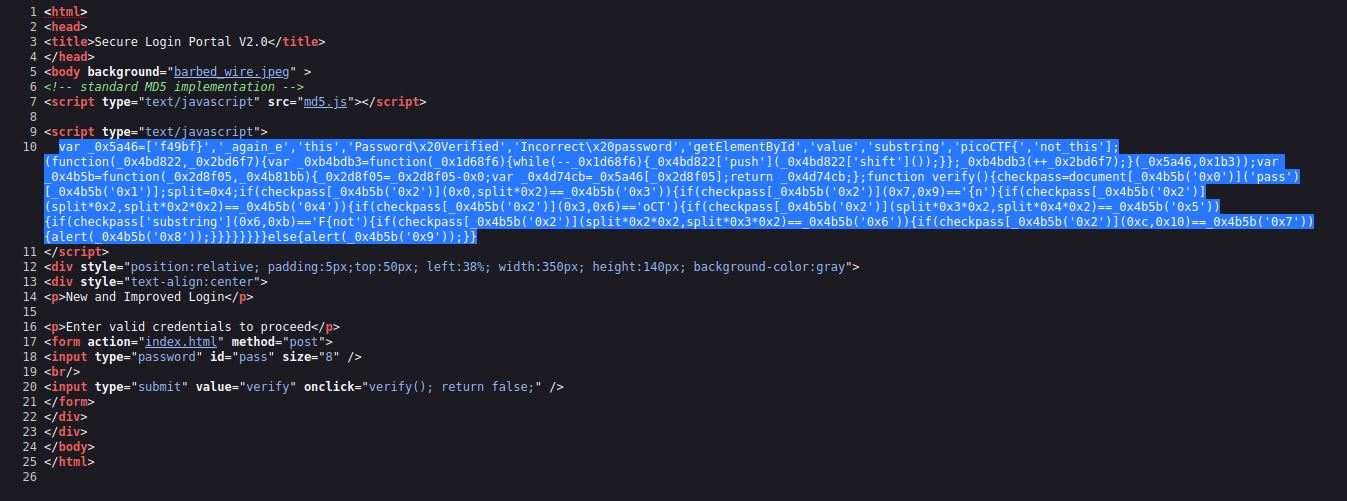 1 <html>
2 <head>
3 <title>Secure Login Portal V2.0</title>
4 </head>
5 <body background="barbed_wire.jpeg" >
6 <!-- standard MD5 implementation -->
7 <script type="text/javascript" src="md5.js"></script>
8
9 <script type="text/javascript">
10 var _0x5a46=['f49bf}','_again_e','this','Password\x20Verified','Incorrect\x20password','getElementById','value','substring','picoCTF{','not_this'];
(function(_0x4bd822,_0x2bd6f7){var _0xb4bdb3=function(_0x1d68f6){while(--_0x1d68f6){_0x4bd822['push'](_0x4bd822['shift']());}};_0xb4bdb3(++_0x2bd6f7);}(_0x5a46,0x1b3));var
_0x4b5b=function(_0x2d8f05,_0x4b81bb){_0x2d8f05=_0x2d8f05-0x0;var _0x4d74cb=_0x5a46[_0x2d8f05];return _0x4d74cb;};function verify(){checkpass=document[_0x4b5b('0x0')]('pass')
[_0x4b5b('0x1')];split=0x4;if(checkpass[_0x4b5b('0x2')](0x0,split*0x2)==_0x4b5b('0x3')){if(checkpass[_0x4b5b('0x2')](0x7,0x9)=='{n'){if(checkpass[_0x4b5b('0x2')]
(split*0x2,split*0x2*0x2)==_0x4b5b('0x4')){if(checkpass[_0x4b5b('0x2')](0x3,0x6)=='oCT'){if(checkpass[_0x4b5b('0x2')](split*0x3*0x2,split*0x4*0x2)==_0x4b5b('0x5'))
{if(checkpass['substring'](0x6,0xb)=='F{not'){if(checkpass[_0x4b5b('0x2')](split*0x2*0x2,split*0x3*0x2)==_0x4b5b('0x6')){if(checkpass[_0x4b5b('0x2')](0xc,0x10)==_0x4b5b('0x7'))
{alert(_0x4b5b('0x8'));}}}}}}}}else{alert(_0x4b5b('0x9'));}}
11 </script>
12 <div style="position:relative; padding:5px;top:50px; left:38%; width:350px; height:140px; background-color:gray">
13 <div style="text-align:center">
14 <p>New and Improved Login</p>
15
16 <p>Enter valid credentials to proceed</p>
17 <form action="index.html" method="post">
18 <input type="password" id="pass" size="8" />
19 <br/>
20 <input type="submit" value="verify" onclick="verify(); return false;" />
21 </form>
22 </div>
23 </div>
24 </body>
25 </html>
26